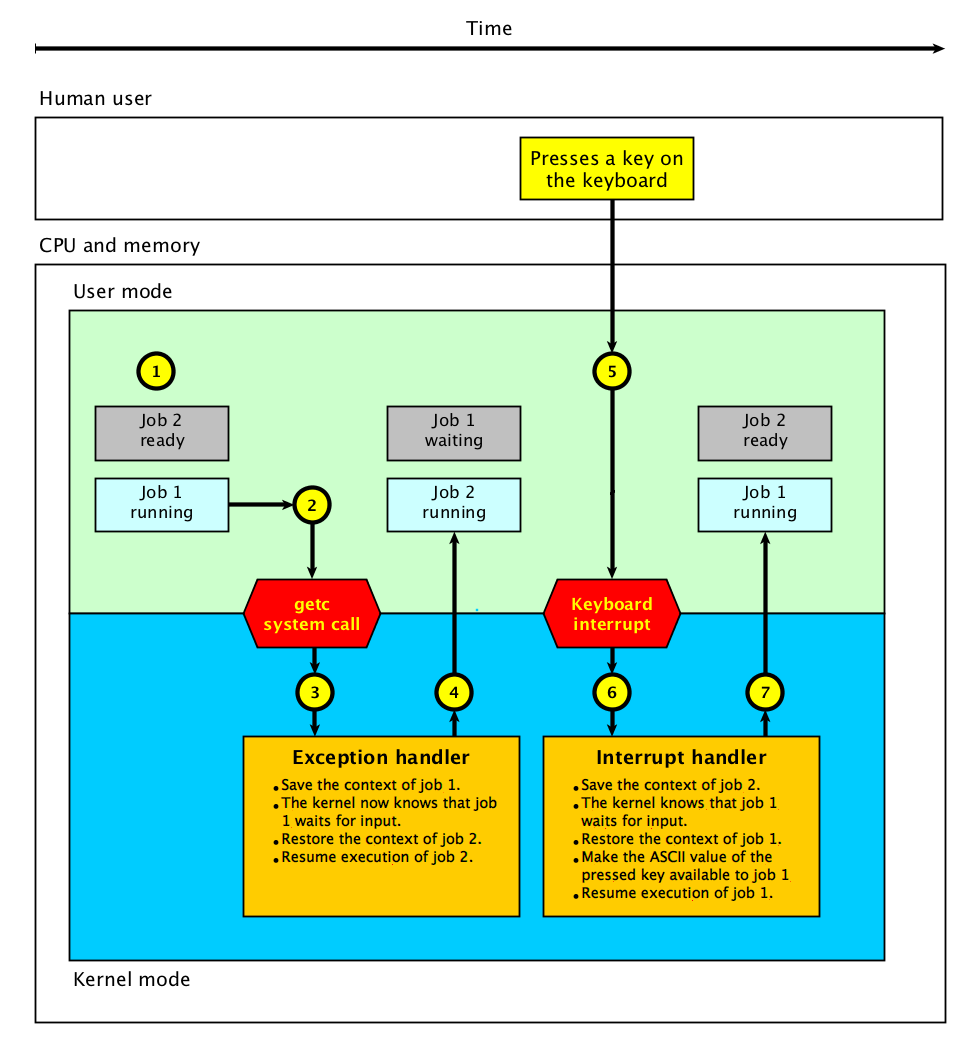 Time
Human user
Presses a key on
the keyboard
CPU and memory
User mode
1
5
Job 2
ready
Job 1
waiting
Job 2
ready
Job 1
running
2
Job 2
running
Job 1
running
getc
system call
Keyboard
interrupt
3
4
6
7
Exception handler
•Save the context of job 1.
•The kernel now knows that job
1 waits for input.
•Restore the context of job 2.
•Resume execution of job 2.
Interrupt handler
•Save the context of job 2.
•The kernel knows that job 1
waits for input.
•Restore the context of job 1.
•Make the ASCII value of the
pressed key available to job 1
•Resume execution of job 1.
Kernel mode